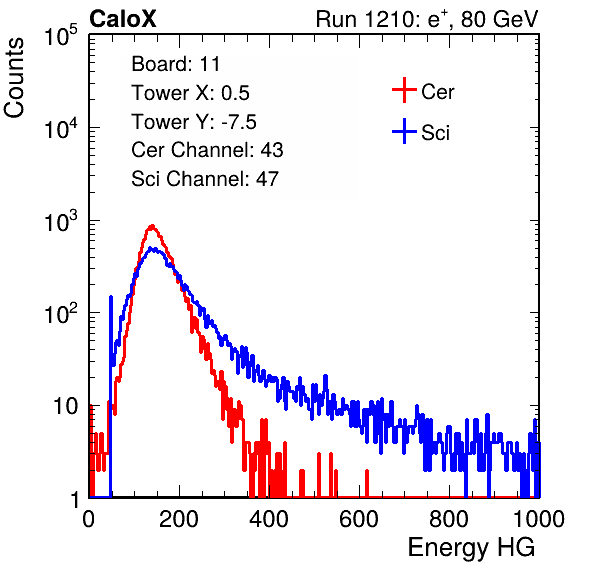 CaloX Run 1210: e+, 80 GeV
Counts
Board: 11
Tower X: 0.5
Tower Y: -7.5
Cer Channel: 43
Sci Channel: 47
Cer
Sci
10^5
10^4
10^3
10^2
10
1
0 200 400 600 800 1000
Energy HG